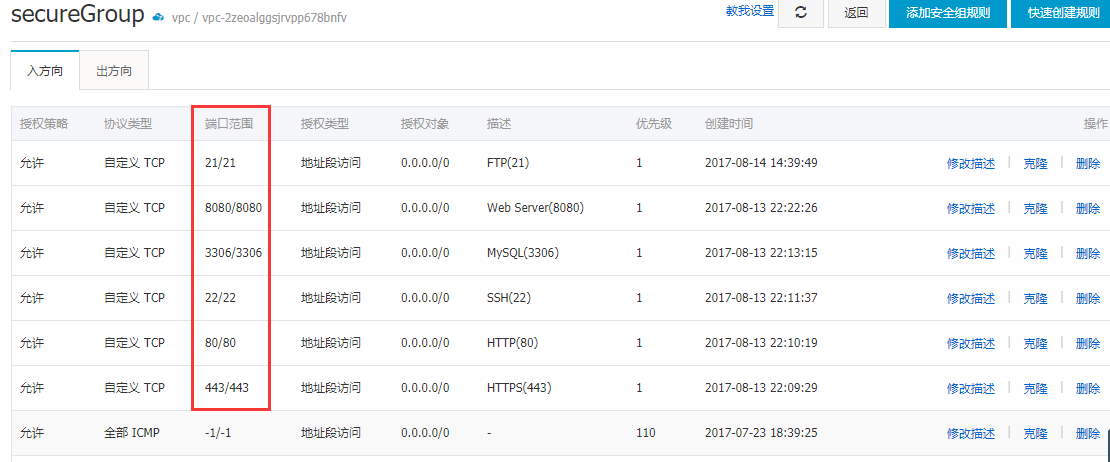 secureGroup vpc / vpc-2zeoalggsjrvpp678bnfv 教我设置 返回 添加安全组规则 快速创建规则
入方向 出方向
授权策略 协议类型 端口范围 授权类型 授权对象 描述 优先级 创建时间 操作
允许 自定义 TCP 21/21 地址段访问 0.0.0.0/0 FTP(21) 1 2017-08-14 14:39:49 修改描述 | 克隆 | 删除
允许 自定义 TCP 8080/8080 地址段访问 0.0.0.0/0 Web Server(8080) 1 2017-08-13 22:22:26 修改描述 | 克隆 | 删除
允许 自定义 TCP 3306/3306 地址段访问 0.0.0.0/0 MySQL(3306) 1 2017-08-13 22:13:15 修改描述 | 克隆 | 删除
允许 自定义 TCP 22/22 地址段访问 0.0.0.0/0 SSH(22) 1 2017-08-13 22:11:37 修改描述 | 克隆 | 删除
允许 自定义 TCP 80/80 地址段访问 0.0.0.0/0 HTTP(80) 1 2017-08-13 22:10:19 修改描述 | 克隆 | 删除
允许 自定义 TCP 443/443 地址段访问 0.0.0.0/0 HTTPS(443) 1 2017-08-13 22:09:29 修改描述 | 克隆 | 删除
允许 全部 ICMP -1/-1 地址段访问 0.0.0.0/0 - 110 2017-07-23 18:39:25 修改描述 | 克隆 | 删除